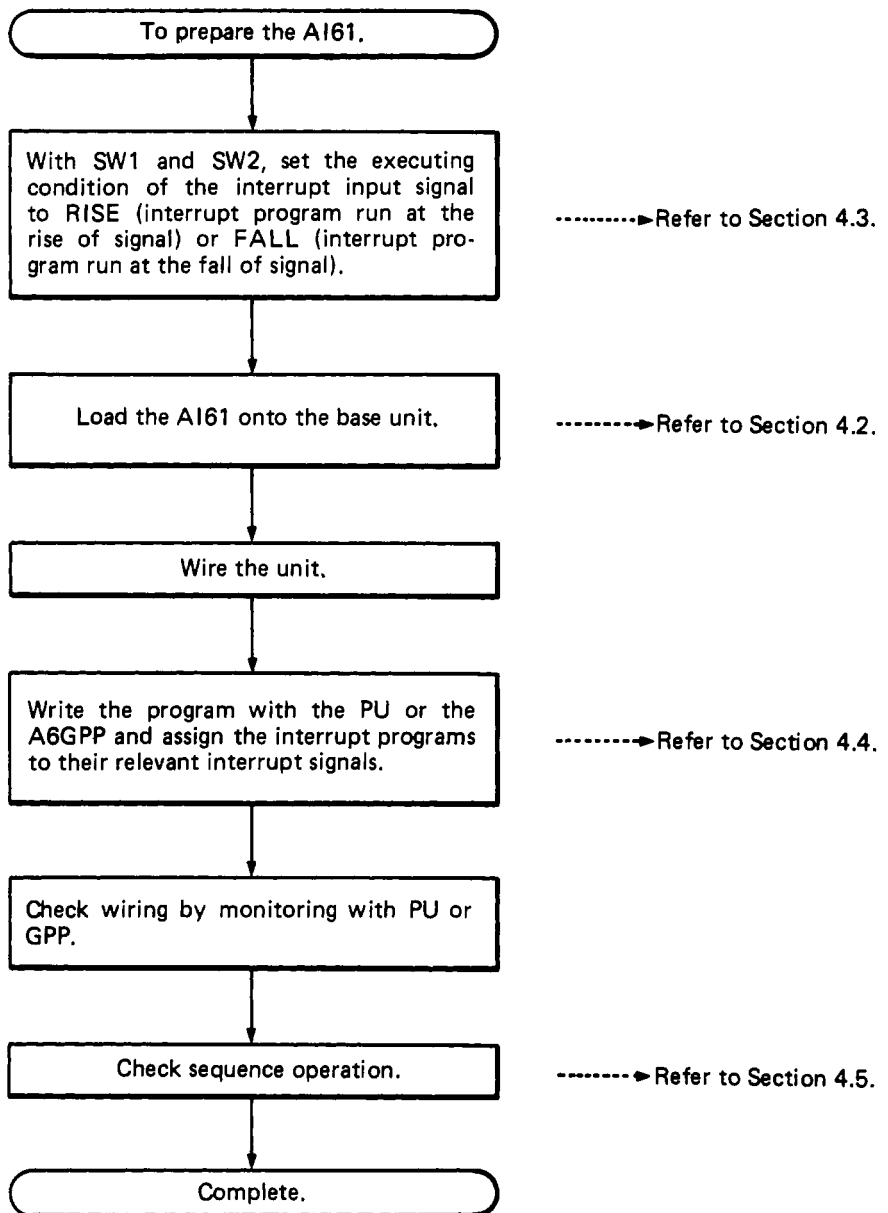 To prepare the AI61.
With SW1 and SW2, set the executing
condition of the interrupt input signal
to RISE (interrupt program run at the
rise of signal) or FALL (interrupt pro-
gram run at the fall of signal).
Refer to Section 4.3.
Load the AI61 onto the base unit.
Refer to Section 4.2.
Wire the unit.
Write the program with the PU or the
A6GPP and assign the interrupt programs
to their relevant interrupt signals.
Refer to Section 4.4.
Check wiring by monitoring with PU or
GPP.
Check sequence operation.
Refer to Section 4.5.
Complete.